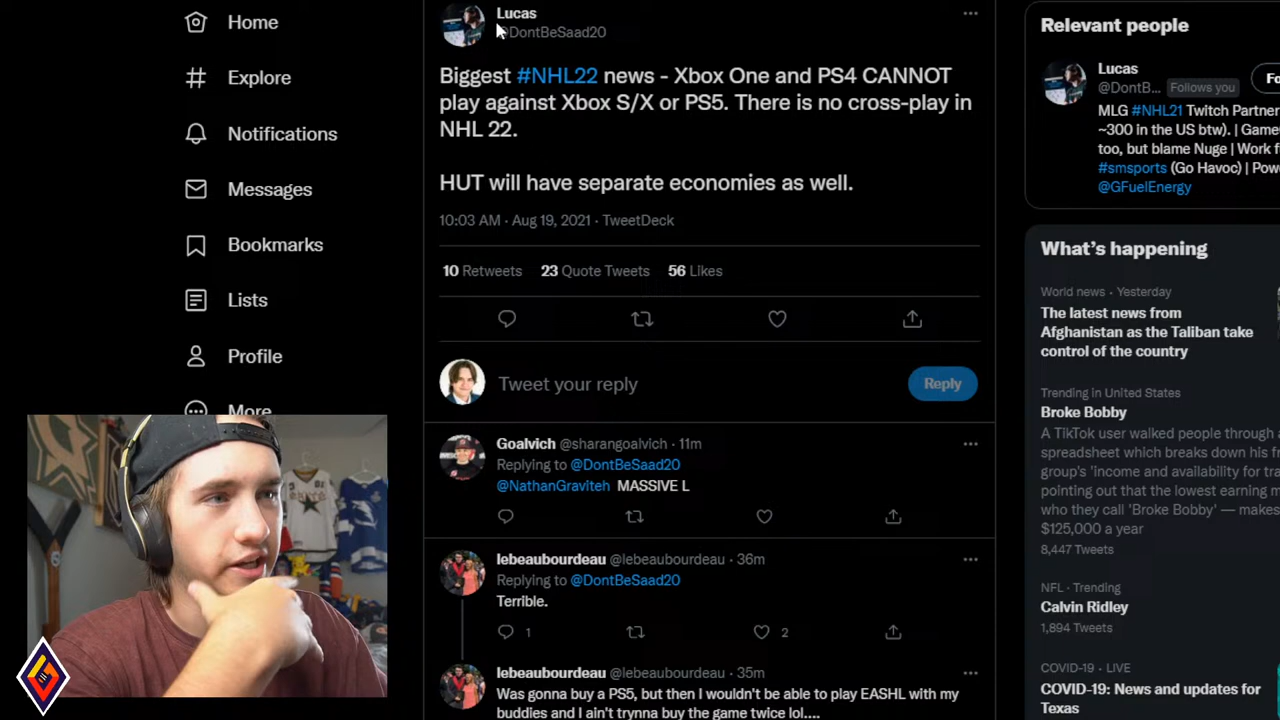 Home
Explore
Notifications
Messages
Bookmarks
Lists
Profile
More
Lucas
@DontBeSaad20
Biggest #NHL22 news - Xbox One and PS4 CANNOT
play against Xbox S/X or PS5. There is no cross-play in
NHL 22.
HUT will have separate economies as well.
10:03 AM · Aug 19, 2021 · TweetDeck
10 Retweets 23 Quote Tweets 56 Likes
Tweet your reply
Reply
Goalvich @sharangoalvich · 11m
Replying to @DontBeSaad20
@NathanGraviteh MASSIVE L
lebeaubourdeau @lebeaubourdeau · 36m
Replying to @DontBeSaad20
Terrible.
1 2
lebeaubourdeau @lebeaubourdeau · 35m
Was gonna buy a PS5, but then I wouldn't be able to play EASHL with my
buddies and I ain't trynna buy the game twice lol....
Relevant people
Lucas
@DontB... Follows you
Fo
MLG #NHL21 Twitch Partner
~300 in the US btw). | Game
too, but blame Nuge | Work f
#smsports (Go Havoc) | Pow
@GFuelEnergy
What's happening
World news · Yesterday
The latest news from
Afghanistan as the Taliban take
control of the country
Trending in United States
Broke Bobby
A TikTok user walked people through a
spreadsheet which breaks down his fr
group's 'income and availability for tra
pointing out that the lowest earning m
who they call 'Broke Bobby' — makes
$125,000 a year
8,447 Tweets
NFL · Trending
Calvin Ridley
1,894 Tweets
COVID-19 · LIVE
COVID-19: News and updates for
Texas